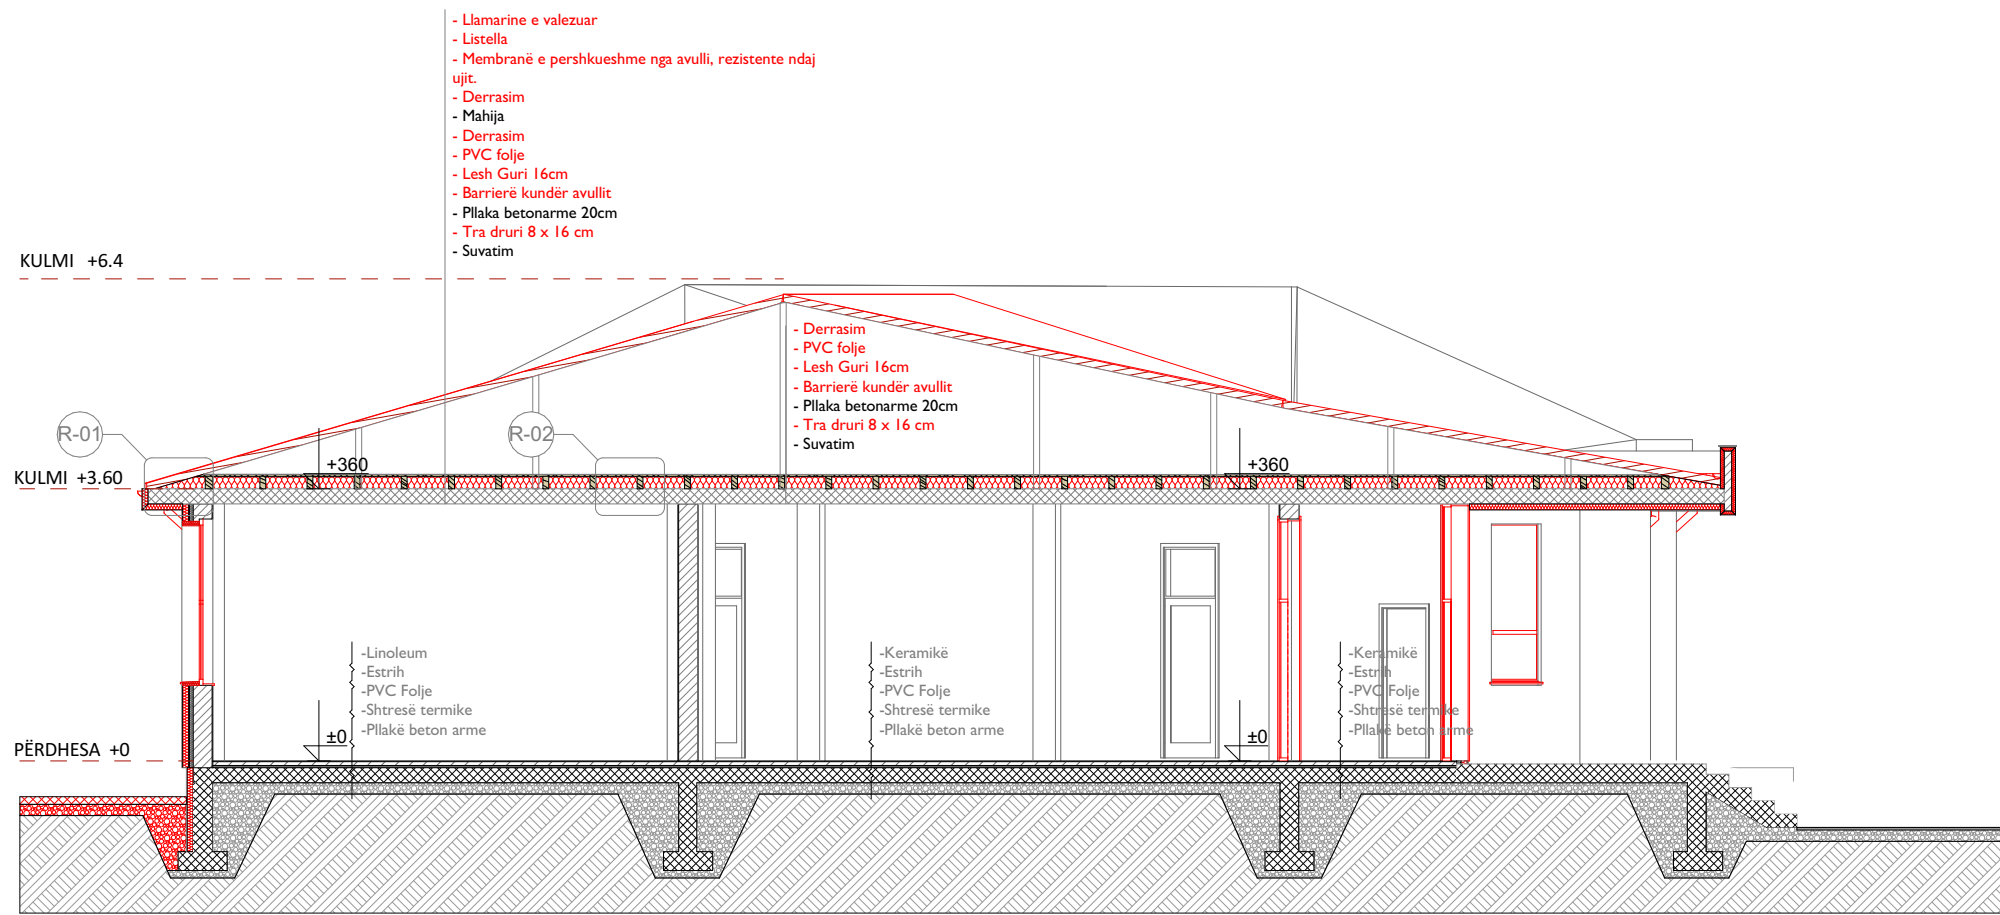 - Llamarine e valezuar
- Listella
- Membranë e pershkueshme nga avulli, rezistente ndaj
ujit.
- Derrasim
- Mahija
- Derrasim
- PVC folje
- Lesh Guri 16cm
- Barrierë kundër avullit
- Pllaka betonarme 20cm
- Tra druri 8 x 16 cm
- Suvatim
KULMI +6.4
- Derrasim
- PVC folje
- Lesh Guri 16cm
- Barrierë kundër avullit
- Pllaka betonarme 20cm
- Tra druri 8 x 16 cm
- Suvatim
R-01
R-02
KULMI +3.60
+360
+360
-Linoleum
-Estrih
-PVC Folje
-Shtresë termike
-Pllakë beton arme
-Keramikë
-Estrih
-PVC Folje
-Shtresë termike
-Pllakë beton arme
-Keramikë
-Estrih
-PVC Folje
-Shtresë termike
-Pllakë beton arme
PËRDHESA +0
±0
±0